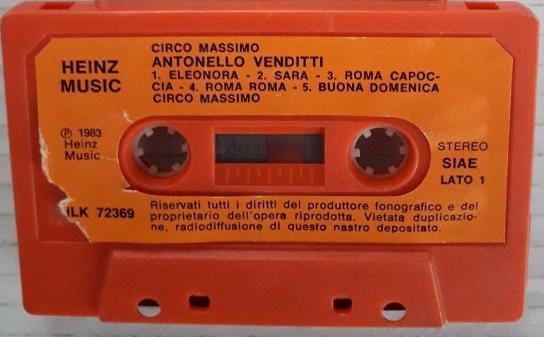 CIRCO MASSIMO
ANTONELLO VENDITTI
1. ELEONORA - 2. SARA - 3. ROMA CAPOC-
CIA - 4. ROMA ROMA - 5. BUONA DOMENICA
CIRCO MASSIMO
HEINZ
MUSIC
℗ 1983
Heinz
Music
STEREO
SIAE
LATO 1
HLK 72369
Riservati tutti i diritti del produttore fonografico e del
proprietario dell'opera riprodotta. Vietata duplicazio-
ne, radiodiffusione di questo nastro depositato.